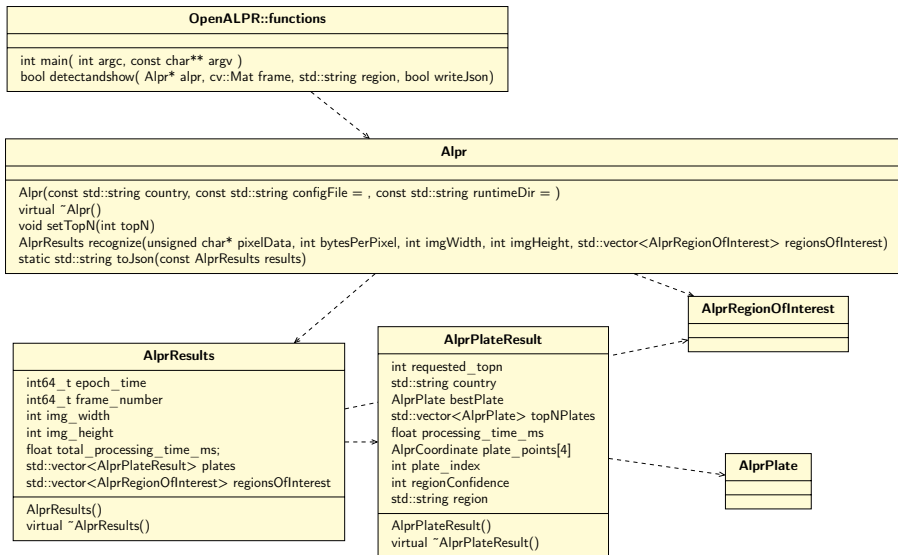 OpenALPR::functions
int main( int argc, const char** argv )
bool detectandshow( Alpr* alpr, cv::Mat frame, std::string region, bool writeJson)
Alpr
Alpr(const std::string country, const std::string configFile = , const std::string runtimeDir = )
virtual ~Alpr()
void setTopN(int topN)
AlprResults recognize(unsigned char* pixelData, int bytesPerPixel, int imgWidth, int imgHeight, std::vector<AlprRegionOfInterest> regionsOfInterest)
static std::string toJson(const AlprResults results)
AlprRegionOfInterest
AlprResults
int64_t epoch_time
int64_t frame_number
int img_width
int img_height
float total_processing_time_ms;
std::vector<AlprPlateResult> plates
std::vector<AlprRegionOfInterest> regionsOfInterest
AlprResults()
virtual ~AlprResults()
AlprPlateResult
int requested_topn
std::string country
AlprPlate bestPlate
std::vector<AlprPlate> topNPlates
float processing_time_ms
AlprCoordinate plate_points[4]
int plate_index
int regionConfidence
std::string region
AlprPlateResult()
virtual ~AlprPlateResult()
AlprPlate